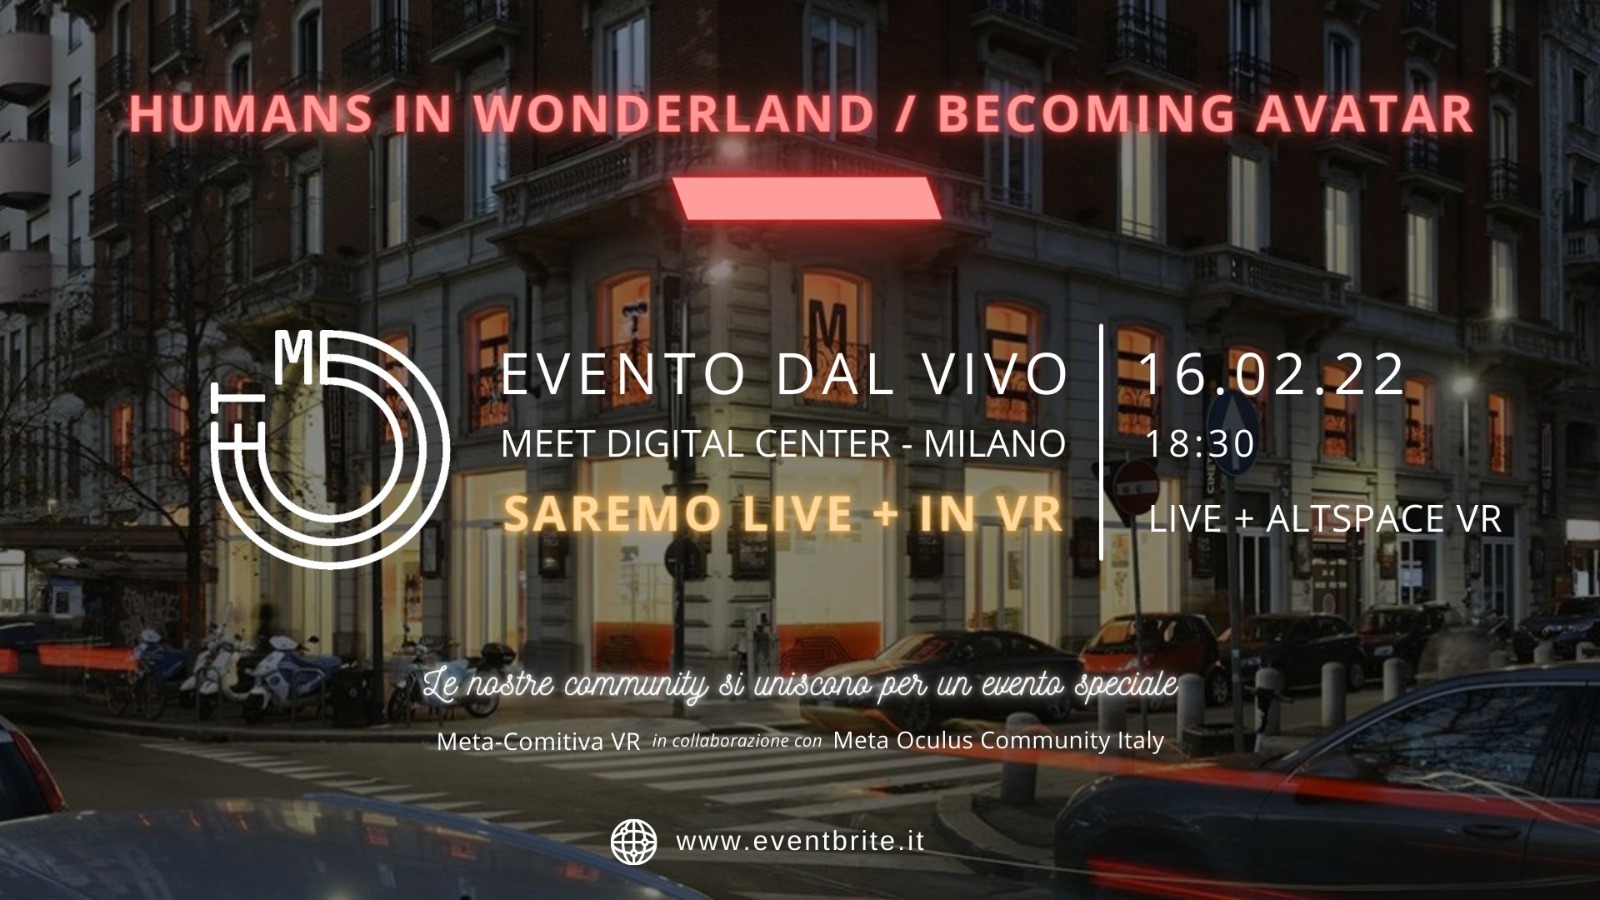 HUMANS IN WONDERLAND / BECOMING AVATAR
MEET
EVENTO DAL VIVO
MEET DIGITAL CENTER - MILANO
SAREMO LIVE + IN VR
16.02.22
18:30
LIVE + ALTSPACE VR
Le nostre community si uniscono per un evento speciale
Meta-Comitiva VR in collaborazione con Meta Oculus Community Italy
www.eventbrite.it